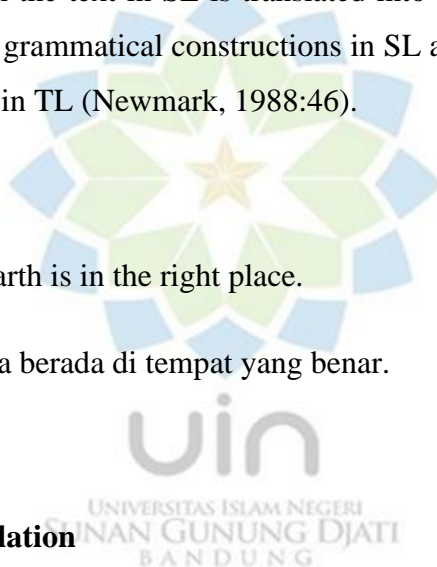 the text in SL is translated into
grammatical constructions in SL a
in TL (Newmark, 1988:46).
arth is in the right place.
a berada di tempat yang benar.
uin
UNIVERSITAS ISLAM NEGERI
lation SUNAN GUNUNG DJATI
BANDUNG